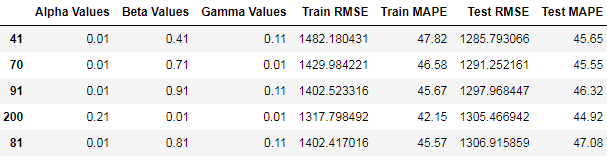 Alpha Values Beta Values Gamma Values Train RMSE Train MAPE Test RMSE Test MAPE
41 0.01 0.41 0.11 1482.180431 47.82 1285.793066 45.65
70 0.01 0.71 0.01 1429.984221 46.58 1291.252161 45.55
91 0.01 0.91 0.11 1402.523316 45.67 1297.968447 46.32
200 0.21 0.01 0.01 1317.798492 42.15 1305.466942 44.92
81 0.01 0.81 0.11 1402.417016 45.57 1306.915859 47.08